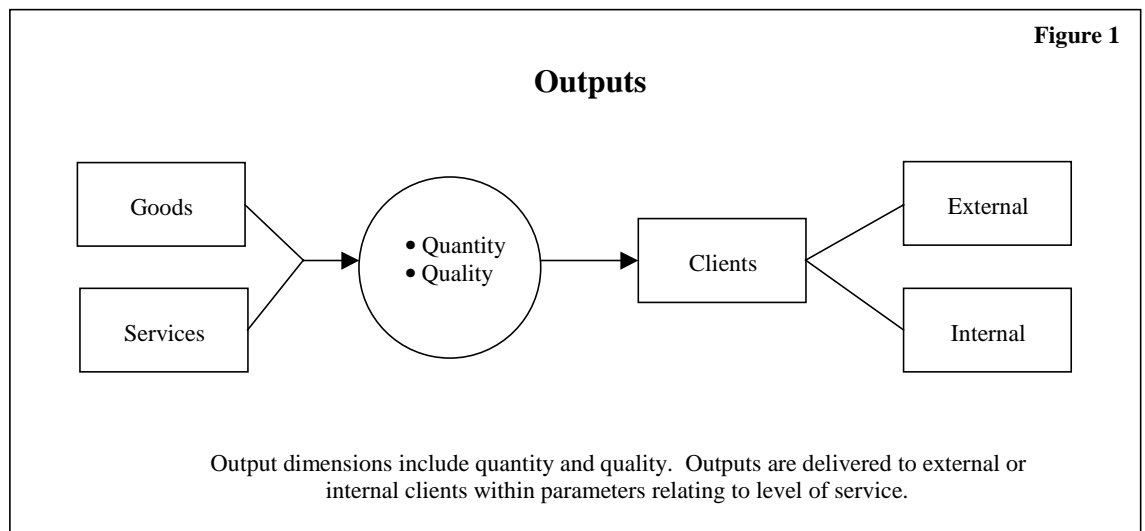 Figure 1
Outputs
Goods
Services
• Quantity
• Quality
Clients
External
Internal
Output dimensions include quantity and quality. Outputs are delivered to external or
internal clients within parameters relating to level of service.